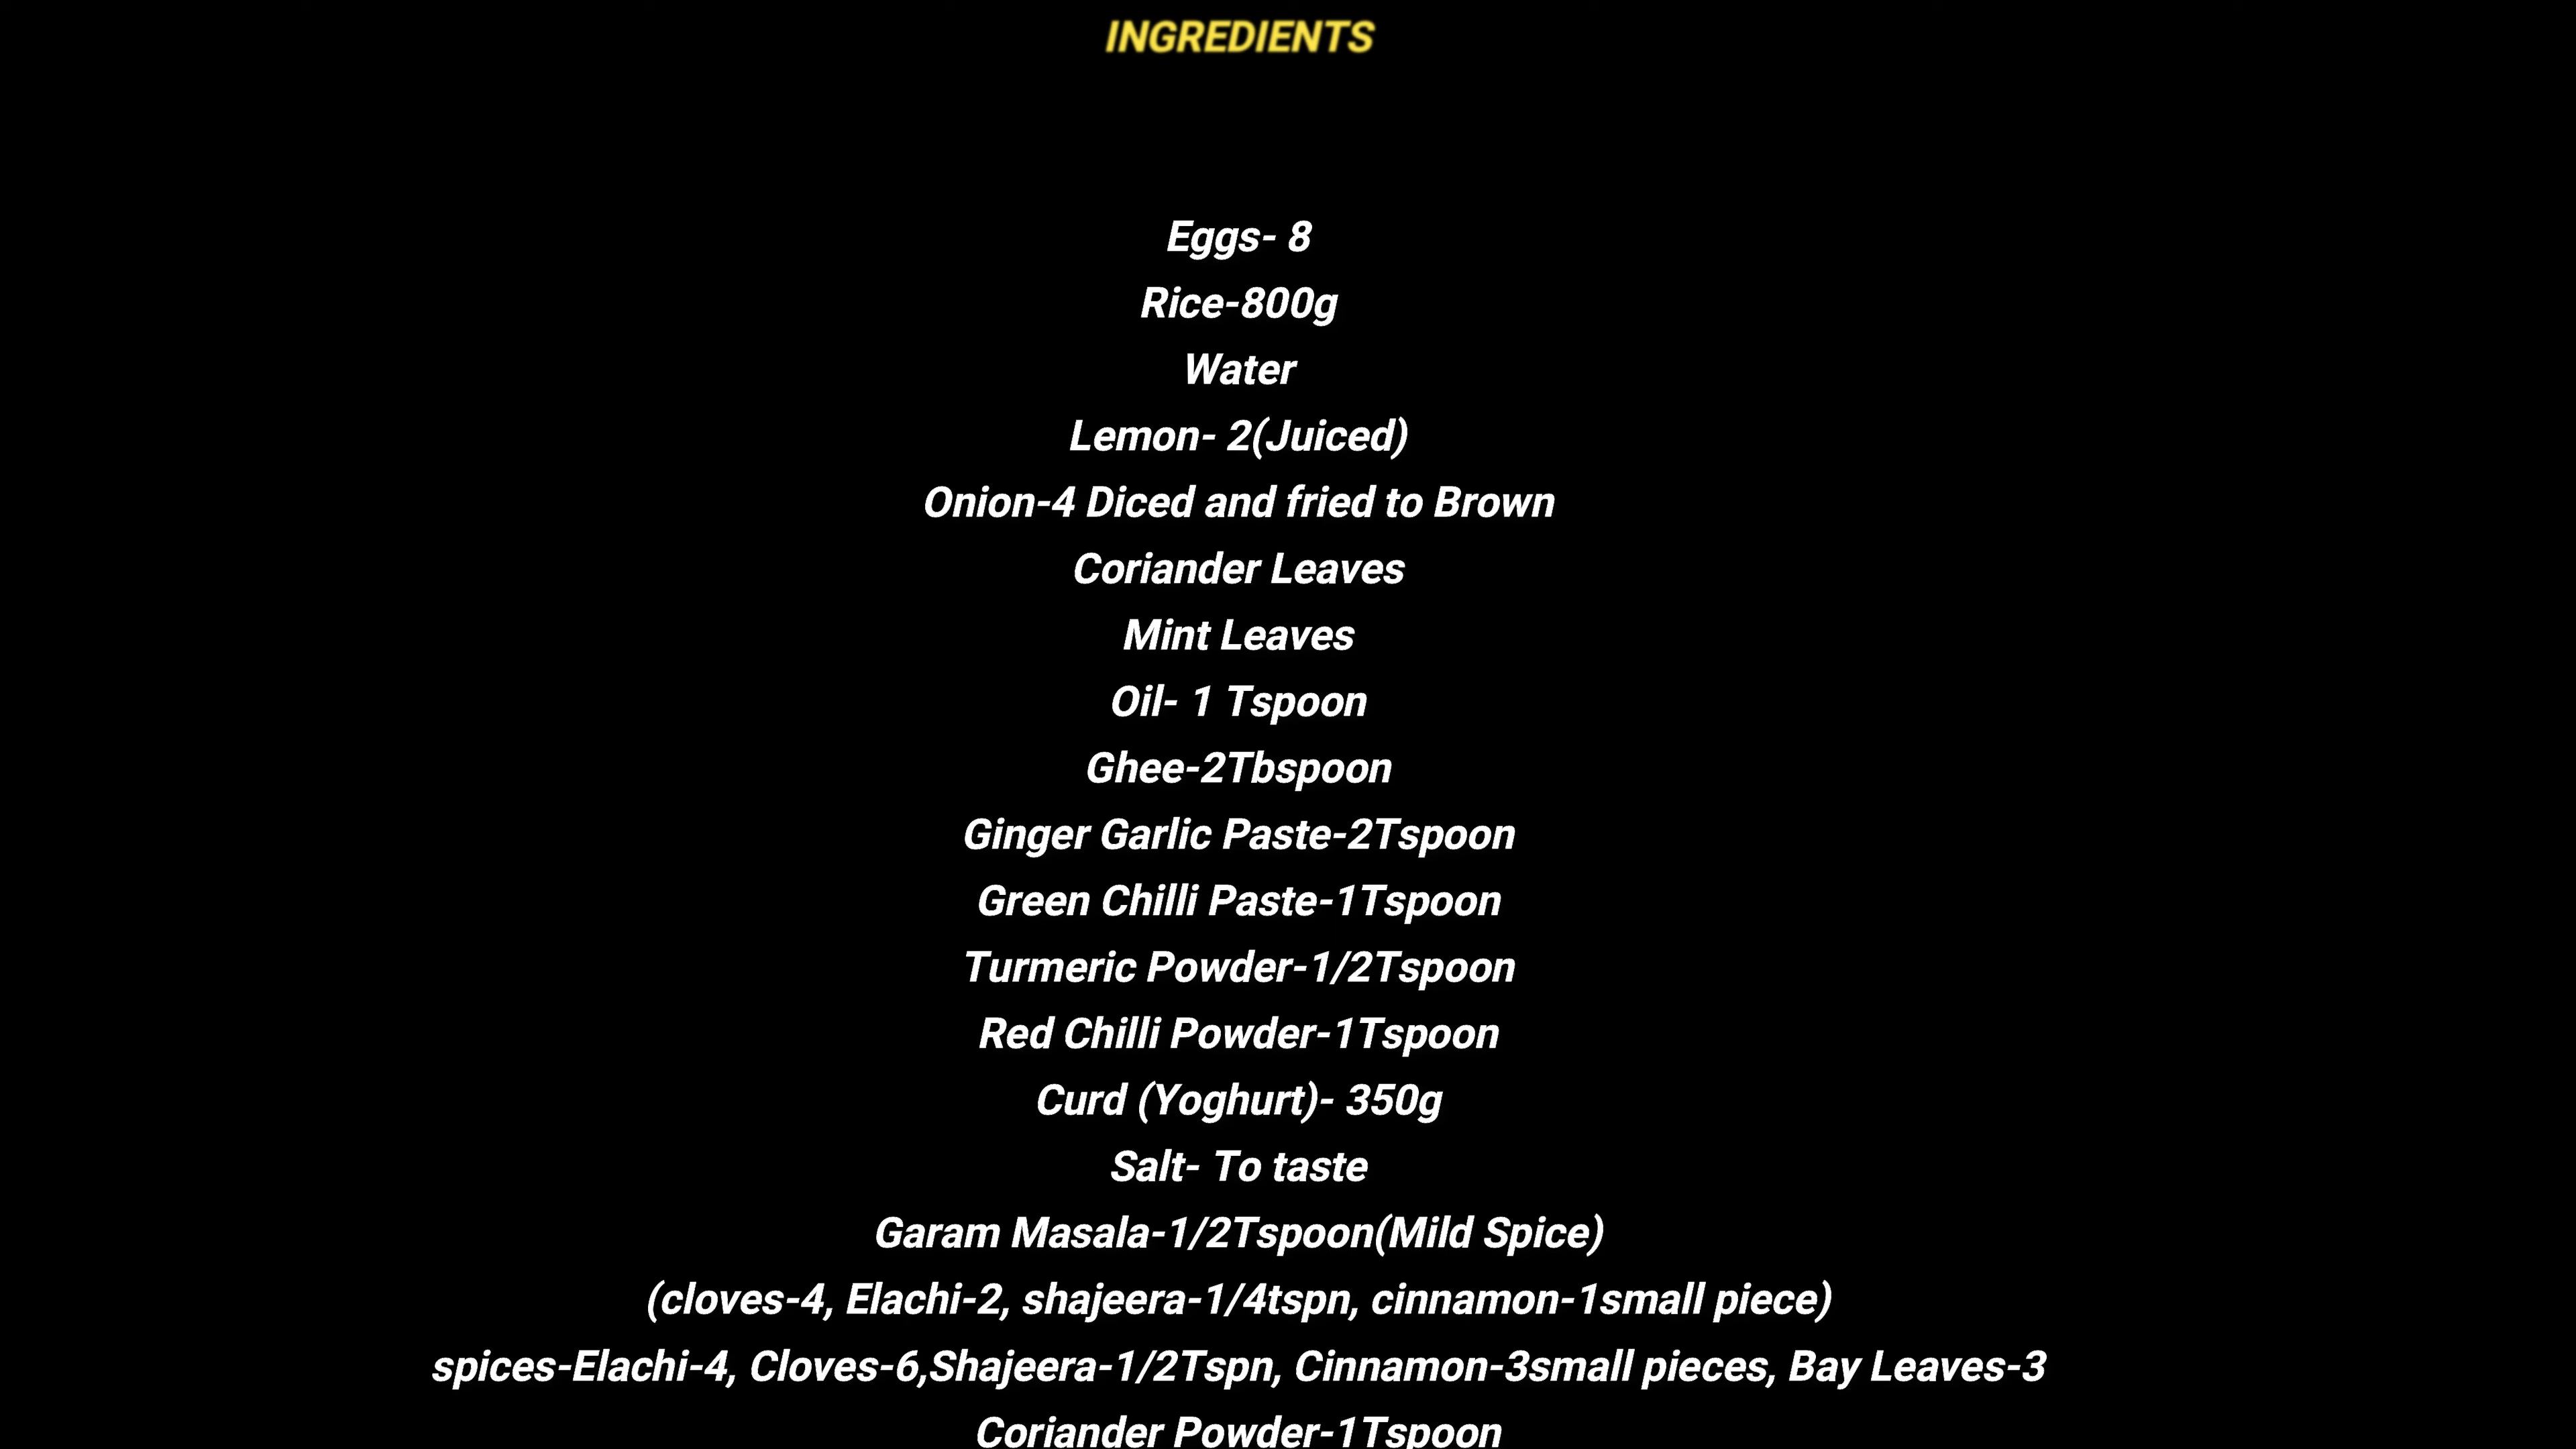 INGREDIENTS
Eggs- 8
Rice-800g
Water
Lemon- 2(Juiced)
Onion-4 Diced and fried to Brown
Coriander Leaves
Mint Leaves
Oil- 1 Tspoon
Ghee-2Tbspoon
Ginger Garlic Paste-2Tspoon
Green Chilli Paste-1Tspoon
Turmeric Powder-1/2Tspoon
Red Chilli Powder-1Tspoon
Curd (Yoghurt)- 350g
Salt- To taste
Garam Masala-1/2Tspoon(Mild Spice)
(cloves-4, Elachi-2, shajeera-1/4tspn, cinnamon-1small piece)
spices-Elachi-4, Cloves-6,Shajeera-1/2Tspn, Cinnamon-3small pieces, Bay Leaves-3
Coriander Powder-1Tspoon